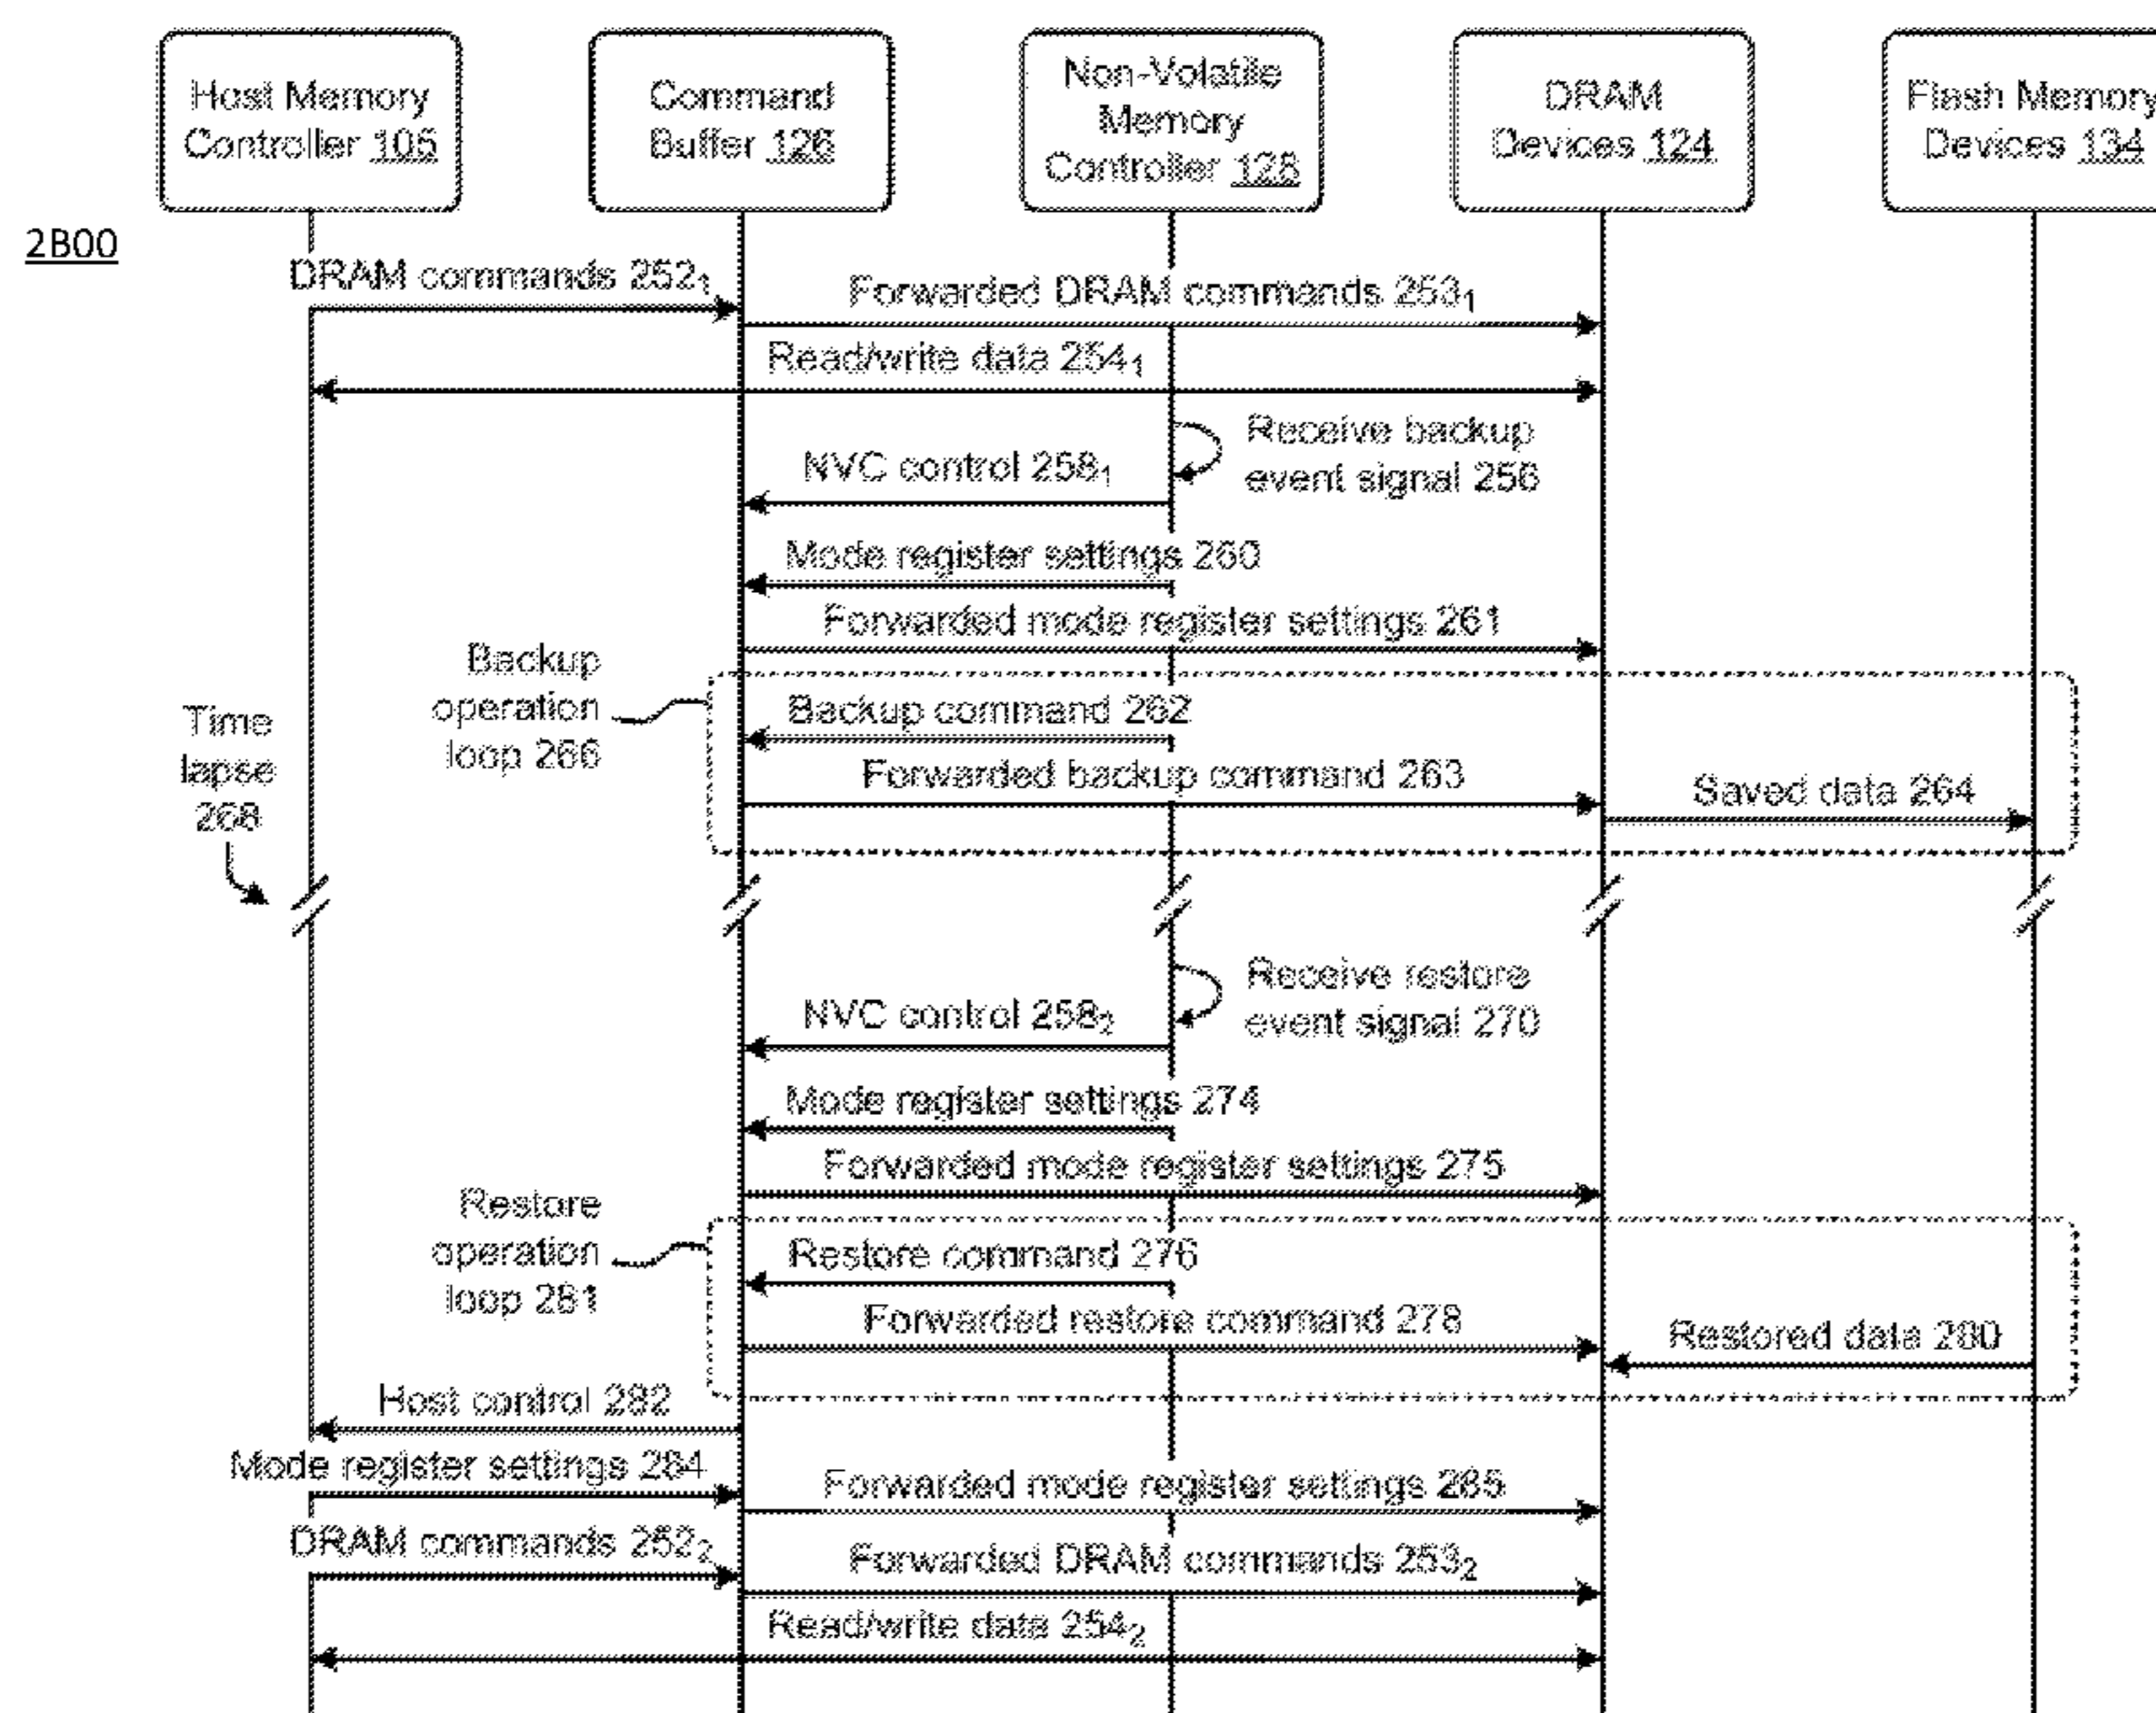 Host Memory
Controller 105
Command
Buffer 126
Non-Volatile
Memory
Controller 128
DRAM
Devices 124
Flash Memory
Devices 134
2B00
DRAM commands 252₁
Forwarded DRAM commands 253₁
Read/write data 254₁
Receive backup
event signal 256
NVC control 258₁
Mode register settings 260
Forwarded mode register settings 261
Backup
operation
loop 266
Backup command 262
Forwarded backup command 263
Saved data 264
Time
lapse
268
Receive restore
event signal 270
NVC control 258₂
Mode register settings 274
Forwarded mode register settings 275
Restore
operation
loop 281
Restore command 276
Forwarded restore command 278
Restored data 280
Host control 282
Mode register settings 284
Forwarded mode register settings 285
DRAM commands 252₂
Forwarded DRAM commands 253₂
Read/write data 254₂